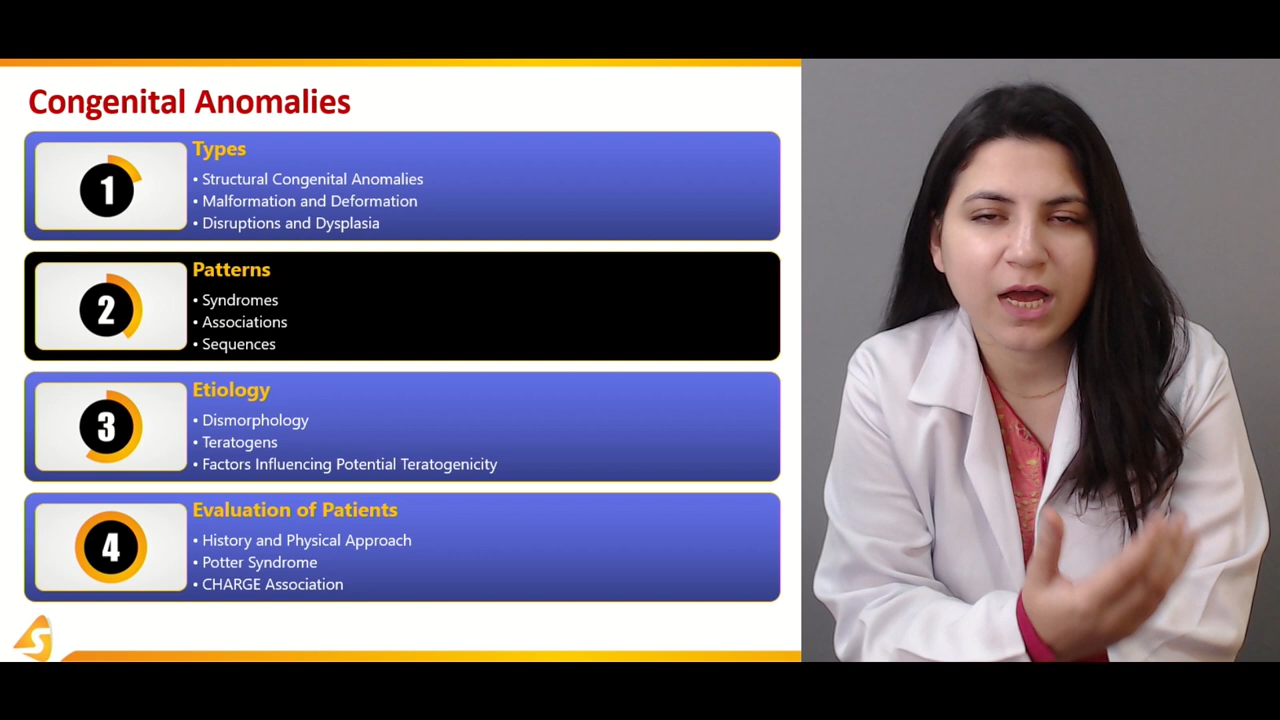 Congenital Anomalies
1
Types
• Structural Congenital Anomalies
• Malformation and Deformation
• Disruptions and Dysplasia
2
Patterns
• Syndromes
• Associations
• Sequences
3
Etiology
• Dismorphology
• Teratogens
• Factors Influencing Potential Teratogenicity
4
Evaluation of Patients
• History and Physical Approach
• Potter Syndrome
• CHARGE Association
S